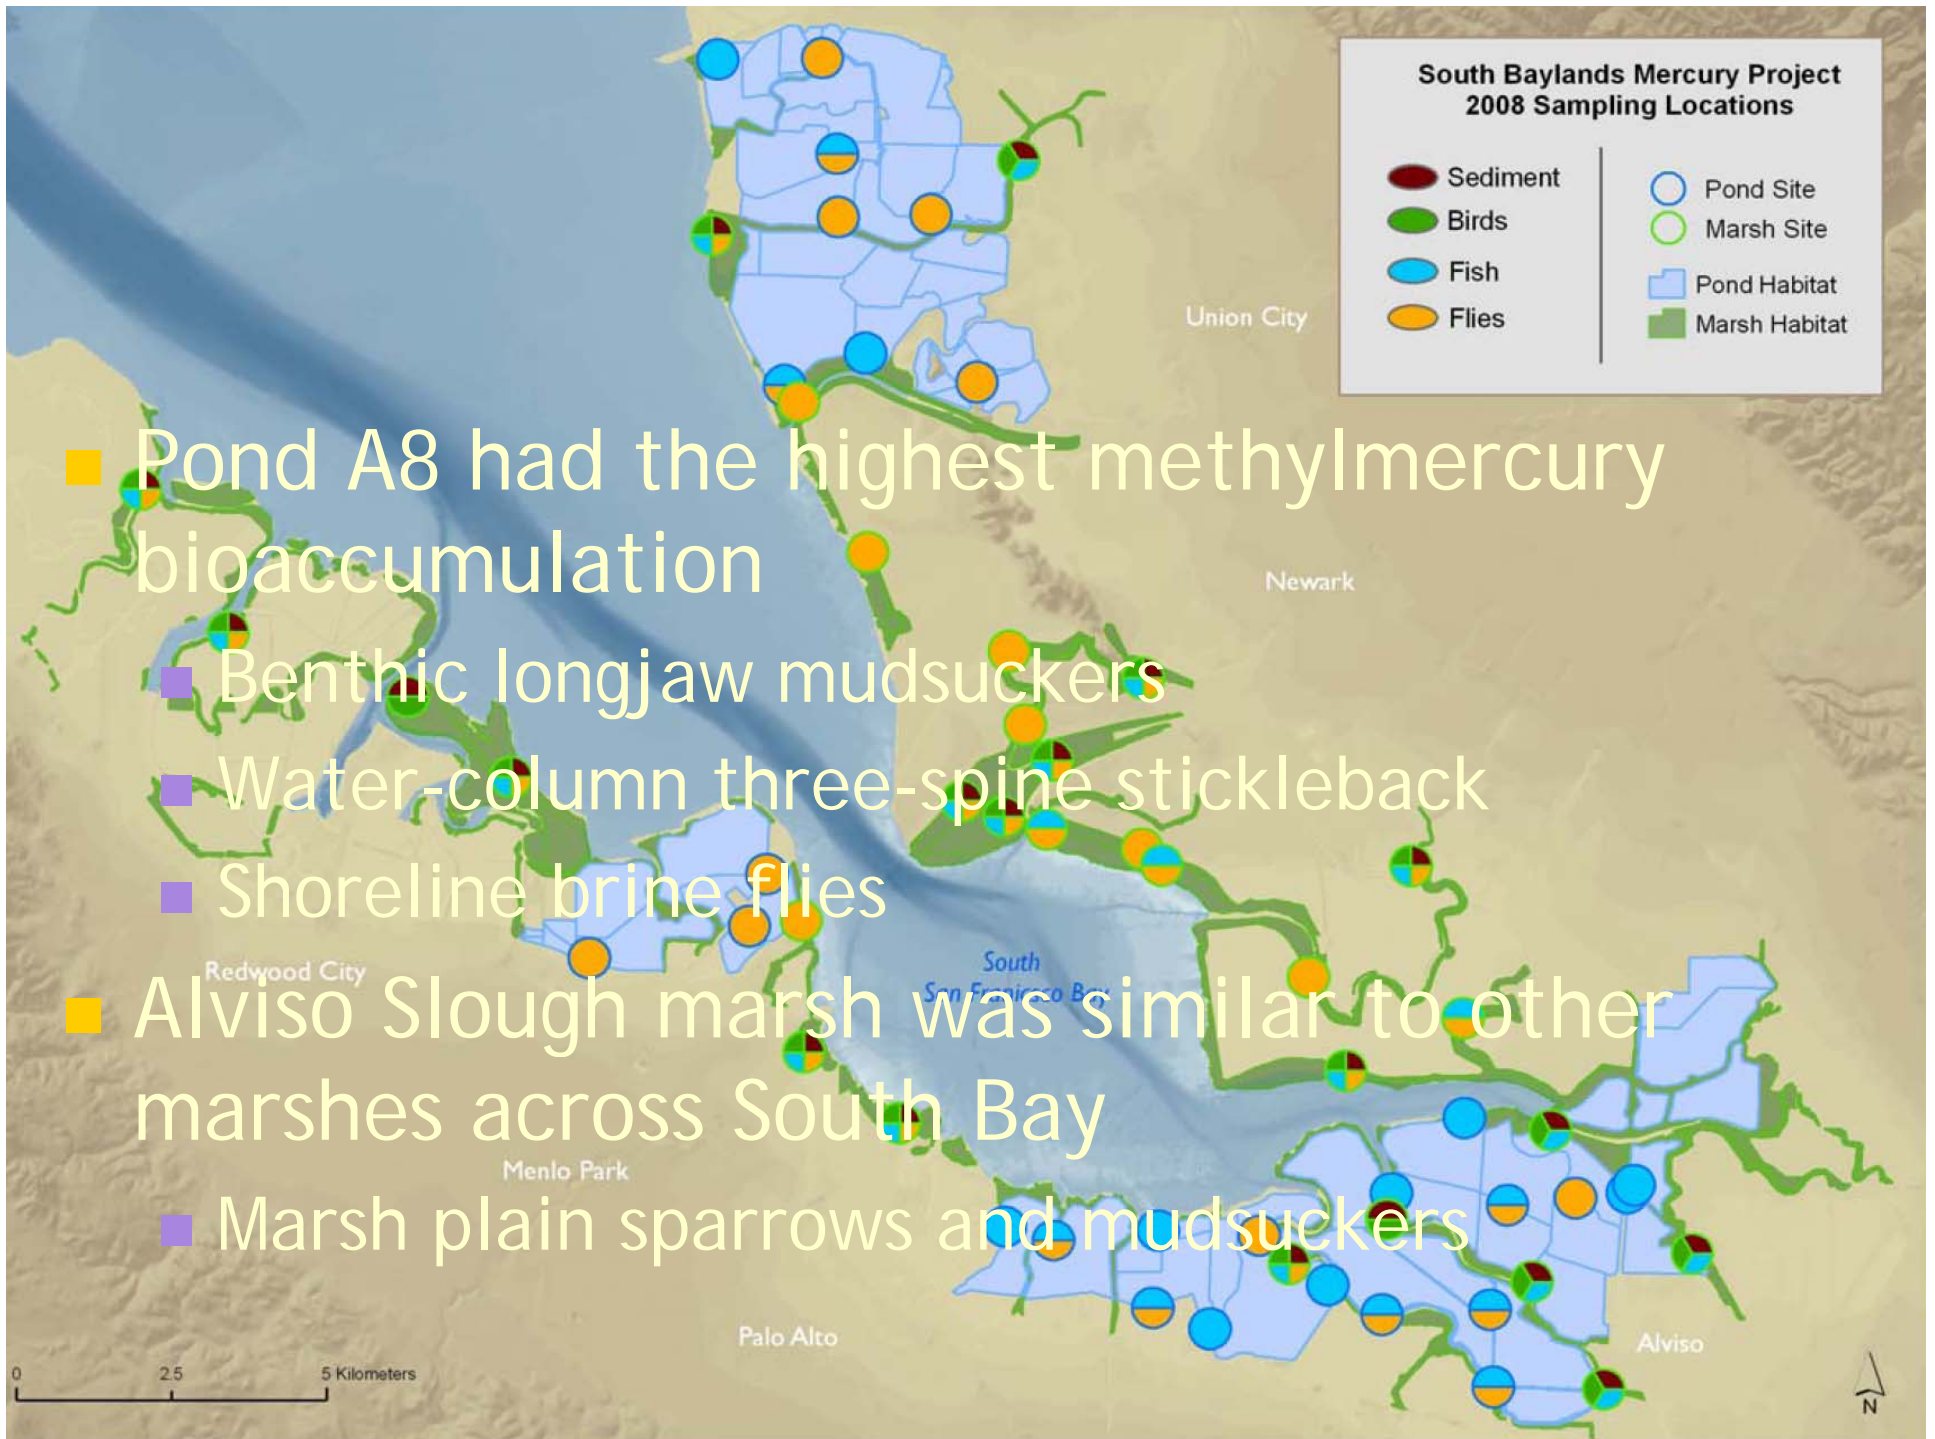 South Baylands Mercury Project
2008 Sampling Locations
Sediment
Birds
Fish
Flies
Pond Site
Marsh Site
Pond Habitat
Marsh Habitat
Union City
■ Pond A8 had the highest methylmercury
bioaccumulation
Newark
■ Benthic longjaw mudsuckers
■ Water-column three-spine stickleback
■ Shoreline brine flies
Redwood City
South
San Francisco Bay
■ Alviso Slough marsh was similar to other
marshes across South Bay
Menlo Park
■ Marsh plain sparrows and mudsuckers
Palo Alto
Alviso
0 2.5 5 Kilometers
N